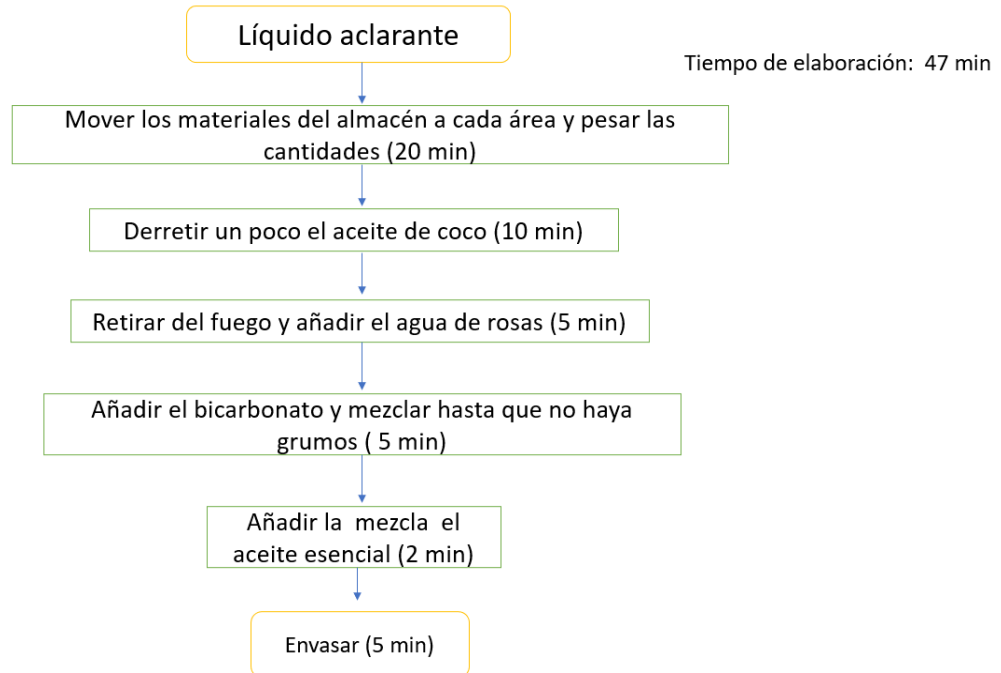 Líquido aclarante
Tiempo de elaboración: 47 min
Mover los materiales del almacén a cada área y pesar las
cantidades (20 min)
Derretir un poco el aceite de coco (10 min)
Retirar del fuego y añadir el agua de rosas (5 min)
Añadir el bicarbonato y mezclar hasta que no haya
grumos ( 5 min)
Añadir la  mezcla  el
aceite esencial (2 min)
Envasar (5 min)